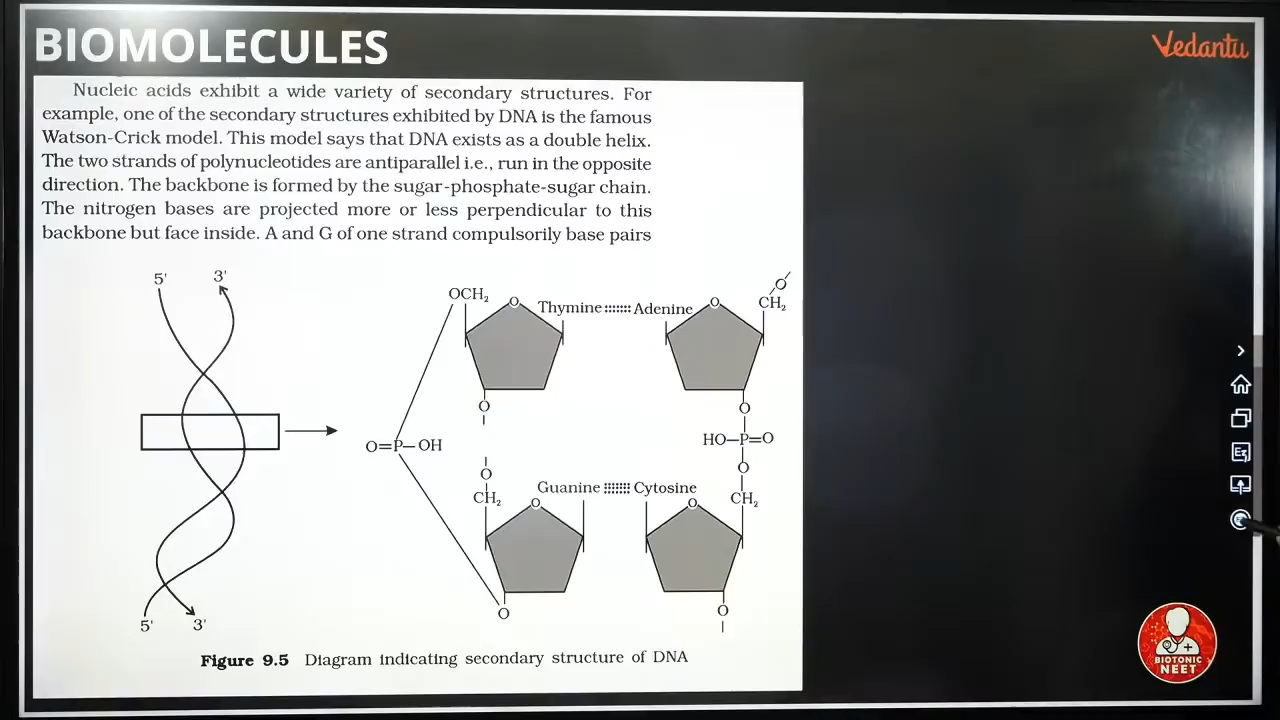 BIOMOLECULES
Vedantu
Nucleic acids exhibit a wide variety of secondary structures. For
example, one of the secondary structures exhibited by DNA is the famous
Watson-Crick model. This model says that DNA exists as a double helix.
The two strands of polynucleotides are antiparallel i.e., run in the opposite
direction. The backbone is formed by the sugar-phosphate-sugar chain.
The nitrogen bases are projected more or less perpendicular to this
backbone but face inside. A and G of one strand compulsorily base pairs
5' 3'
OCH₂ O Thymine Adenine O CH₂ O
O O
O=P–OH HO–P=O
O O
CH₂ Guanine Cytosine CH₂
O O
O O
5' 3'
Figure 9.5 Diagram indicating secondary structure of DNA
BIOTONIC
NEET